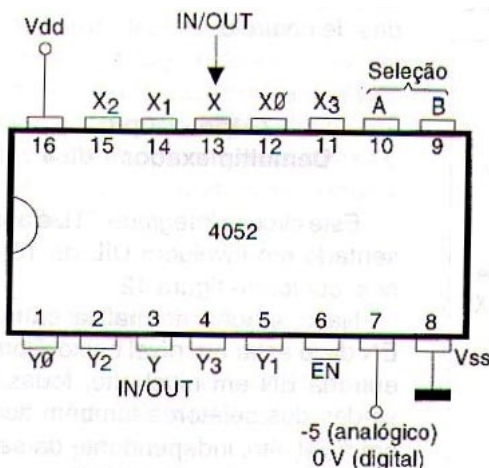 IN/OUT
Vdd
Seleção
X2 X1 X XØ X3 A B
16 15 14 13 12 11 10 9
4052
1 2 3 4 5 6 7 8
YØ Y2 Y Y3 Y1 EN Vss
IN/OUT
-5 (analógico)
0 V (digital)